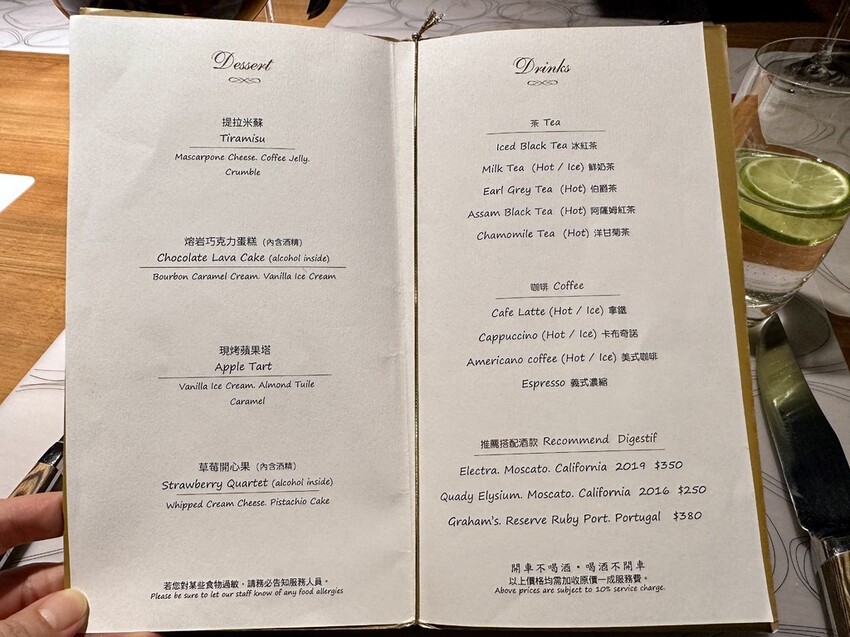 Dessert
提拉米蘇
Tiramisu
Mascarpone Cheese. Coffee Jelly.
Crumble
熔岩巧克力蛋糕 (內含酒精)
Chocolate Lava Cake (alcohol inside)
Bourbon Caramel Cream. Vanilla Ice Cream
現烤蘋果塔
Apple Tart
Vanilla Ice Cream. Almond Tuile
Caramel
草莓開心果 (內含酒精)
Strawberry Quartet (alcohol inside)
Whipped Cream Cheese. Pistachio Cake
若您對某些食物過敏，請務必告知服務人員。
Please be sure to let our staff know of any food allergies
Drinks
茶 Tea
Iced Black Tea 冰紅茶
Milk Tea (Hot / Ice) 鮮奶茶
Earl Grey Tea (Hot) 伯爵茶
Assam Black Tea (Hot) 阿薩姆紅茶
Chamomile Tea (Hot) 洋甘菊茶
咖啡 Coffee
Cafe Latte (Hot / Ice) 拿鐵
Cappuccino (Hot / Ice) 卡布奇諾
Americano coffee (Hot / Ice) 美式咖啡
Espresso 義式濃縮
推薦搭配酒款 Recommend Digestif
Electra. Moscato. California 2019 $350
Quady Elysium. Moscato. California 2016 $250
Graham's. Reserve Ruby Port. Portugal $380
開車不喝酒・喝酒不開車
以上價格均需加收原價一成服務費。
Above prices are subject to 10% service charge.